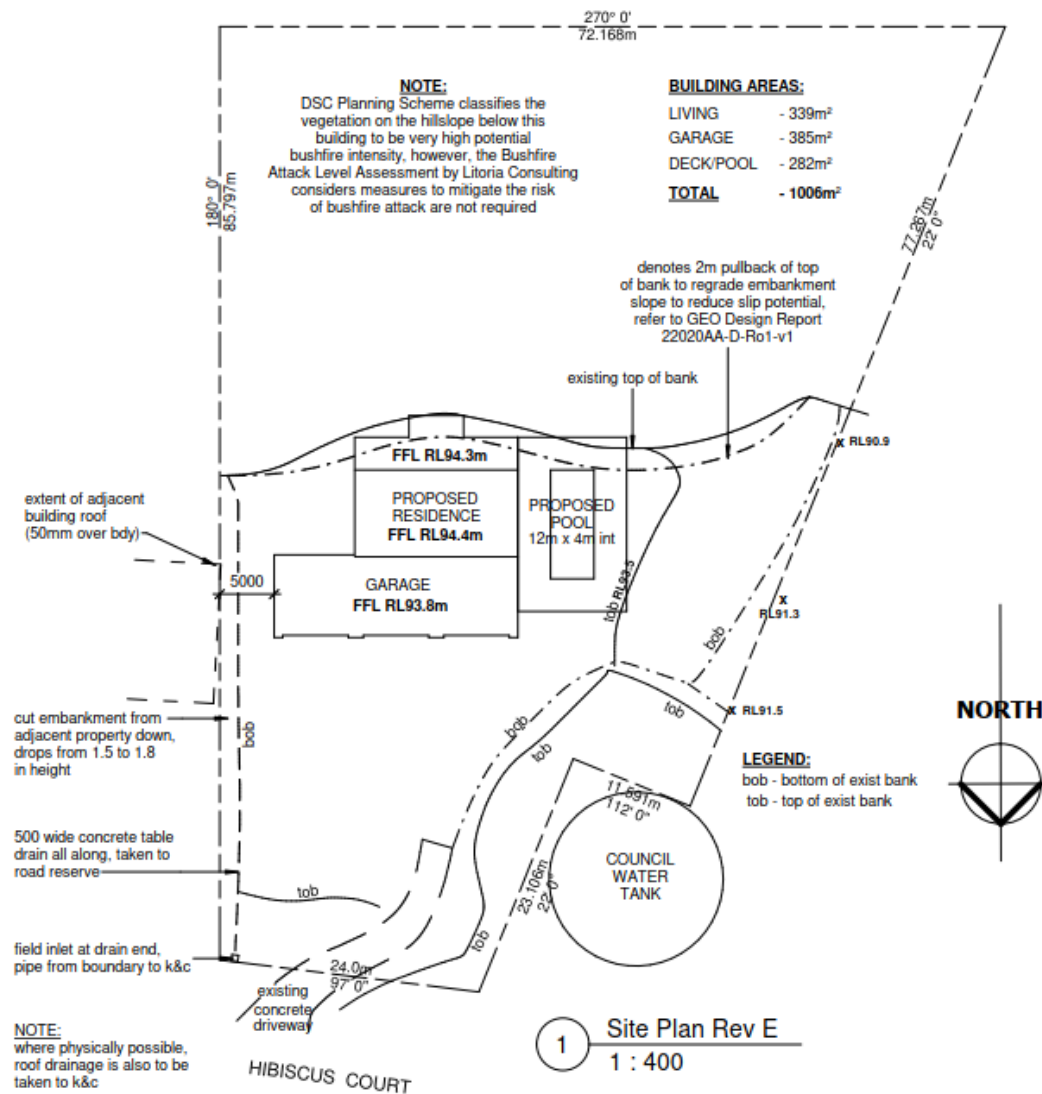 270° 0'
72.168m
NOTE:
DSC Planning Scheme classifies the
vegetation on the hillslope below this
building to be very high potential
bushfire intensity, however, the Bushfire
Attack Level Assessment by Litoria Consulting
considers measures to mitigate the risk
of bushfire attack are not required
BUILDING AREAS:
LIVING - 339m²
GARAGE - 385m²
DECK/POOL - 282m²
TOTAL - 1006m²
180° 0'
85.797m
77.267m
22' 0"
denotes 2m pullback of top
of bank to regrade embankment
slope to reduce slip potential,
refer to GEO Design Report
22020AA-D-Ro1-v1
existing top of bank
x RL90.9
FFL RL94.3m
extent of adjacent
building roof
(50mm over bdy)
PROPOSED
RESIDENCE
FFL RL94.4m
PROPOSED
POOL
12m x 4m int
5000
GARAGE
FFL RL93.8m
tob RL93.5
x
RL91.3
bob
x RL91.5
tob
NORTH
cut embankment from
adjacent property down,
drops from 1.5 to 1.8
in height
bob
bob
tob
LEGEND:
bob - bottom of exist bank
tob - top of exist bank
11.591m
112' 0"
500 wide concrete table
drain all along, taken to
road reserve
COUNCIL
WATER
TANK
tob
23.106m
22' 0"
tob
field inlet at drain end,
pipe from boundary to k&c
24.0m
97' 0"
existing
concrete
driveway
NOTE:
where physically possible,
roof drainage is also to be
taken to k&c
HIBISCUS COURT
1
Site Plan Rev E
1 : 400